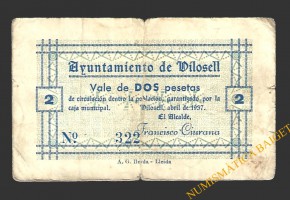 Ayuntamiento de Vilosell
Vale de DOS pesetas
de circulación dentro la población, garantizado por la
caja municipal. Vilosell, abril de 1937.
2 2
El Alcalde,
Nº 322 Francisco Ciurana
A. G. - Lleida
NUMISMATICA BAGET